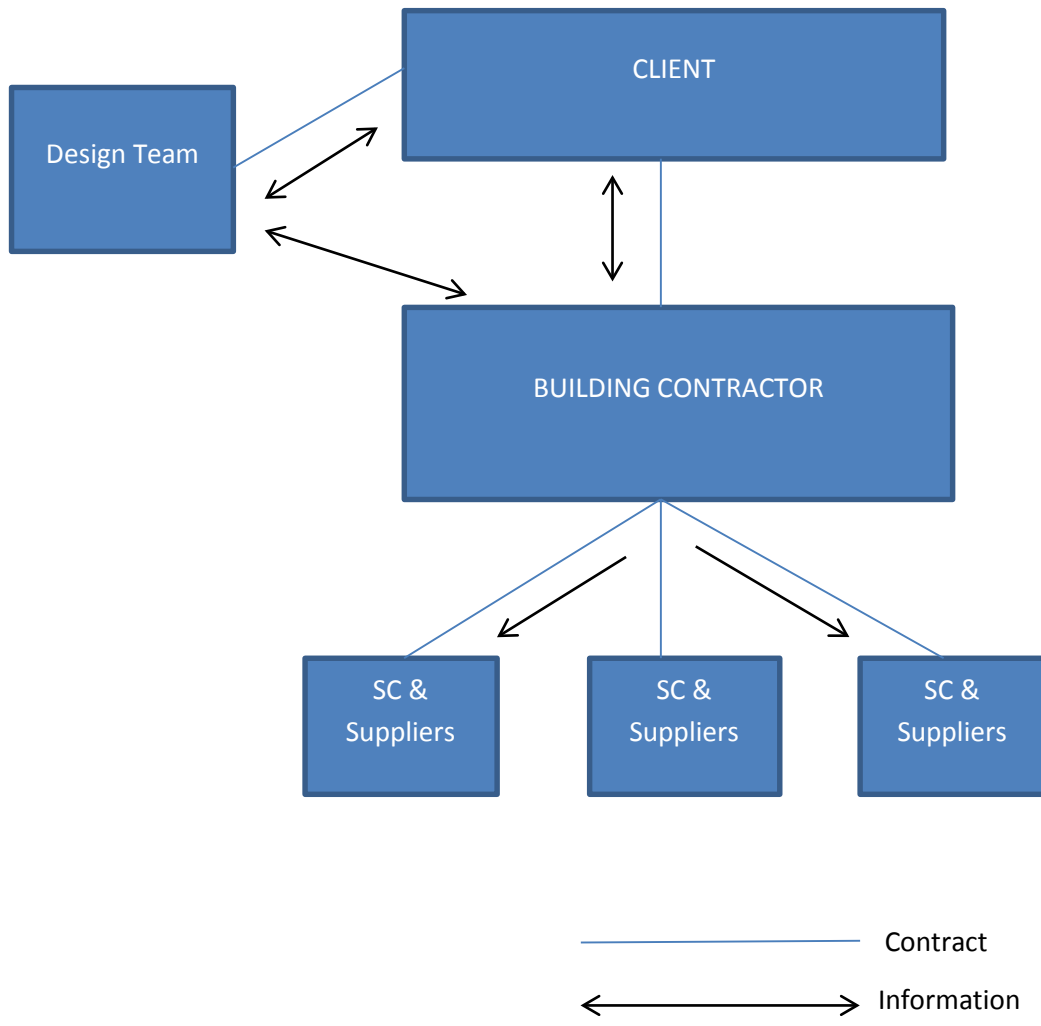 CLIENT
Design Team
BUILDING CONTRACTOR
SC &
Suppliers
SC &
Suppliers
SC &
Suppliers
Contract
Information